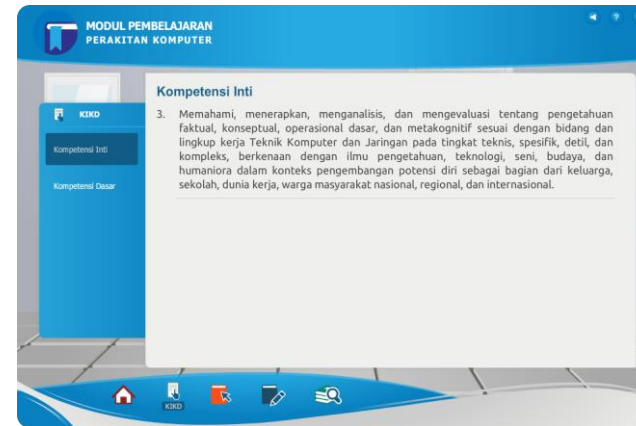 MODUL PEMBELAJARAN
PERAKITAN KOMPUTER
?
KIKD
Kompetensi Inti
Kompetensi Dasar
Kompetensi Inti
3. Memahami, menerapkan, menganalisis, dan mengevaluasi tentang pengetahuan
faktual, konseptual, operasional dasar, dan metakognitif sesuai dengan bidang dan
lingkup kerja Teknik Komputer dan Jaringan pada tingkat teknis, spesifik, detil, dan
kompleks, berkenaan dengan ilmu pengetahuan, teknologi, seni, budaya, dan
humaniora dalam konteks pengembangan potensi diri sebagai bagian dari keluarga,
sekolah, dunia kerja, warga masyarakat nasional, regional, dan internasional.
KIKD